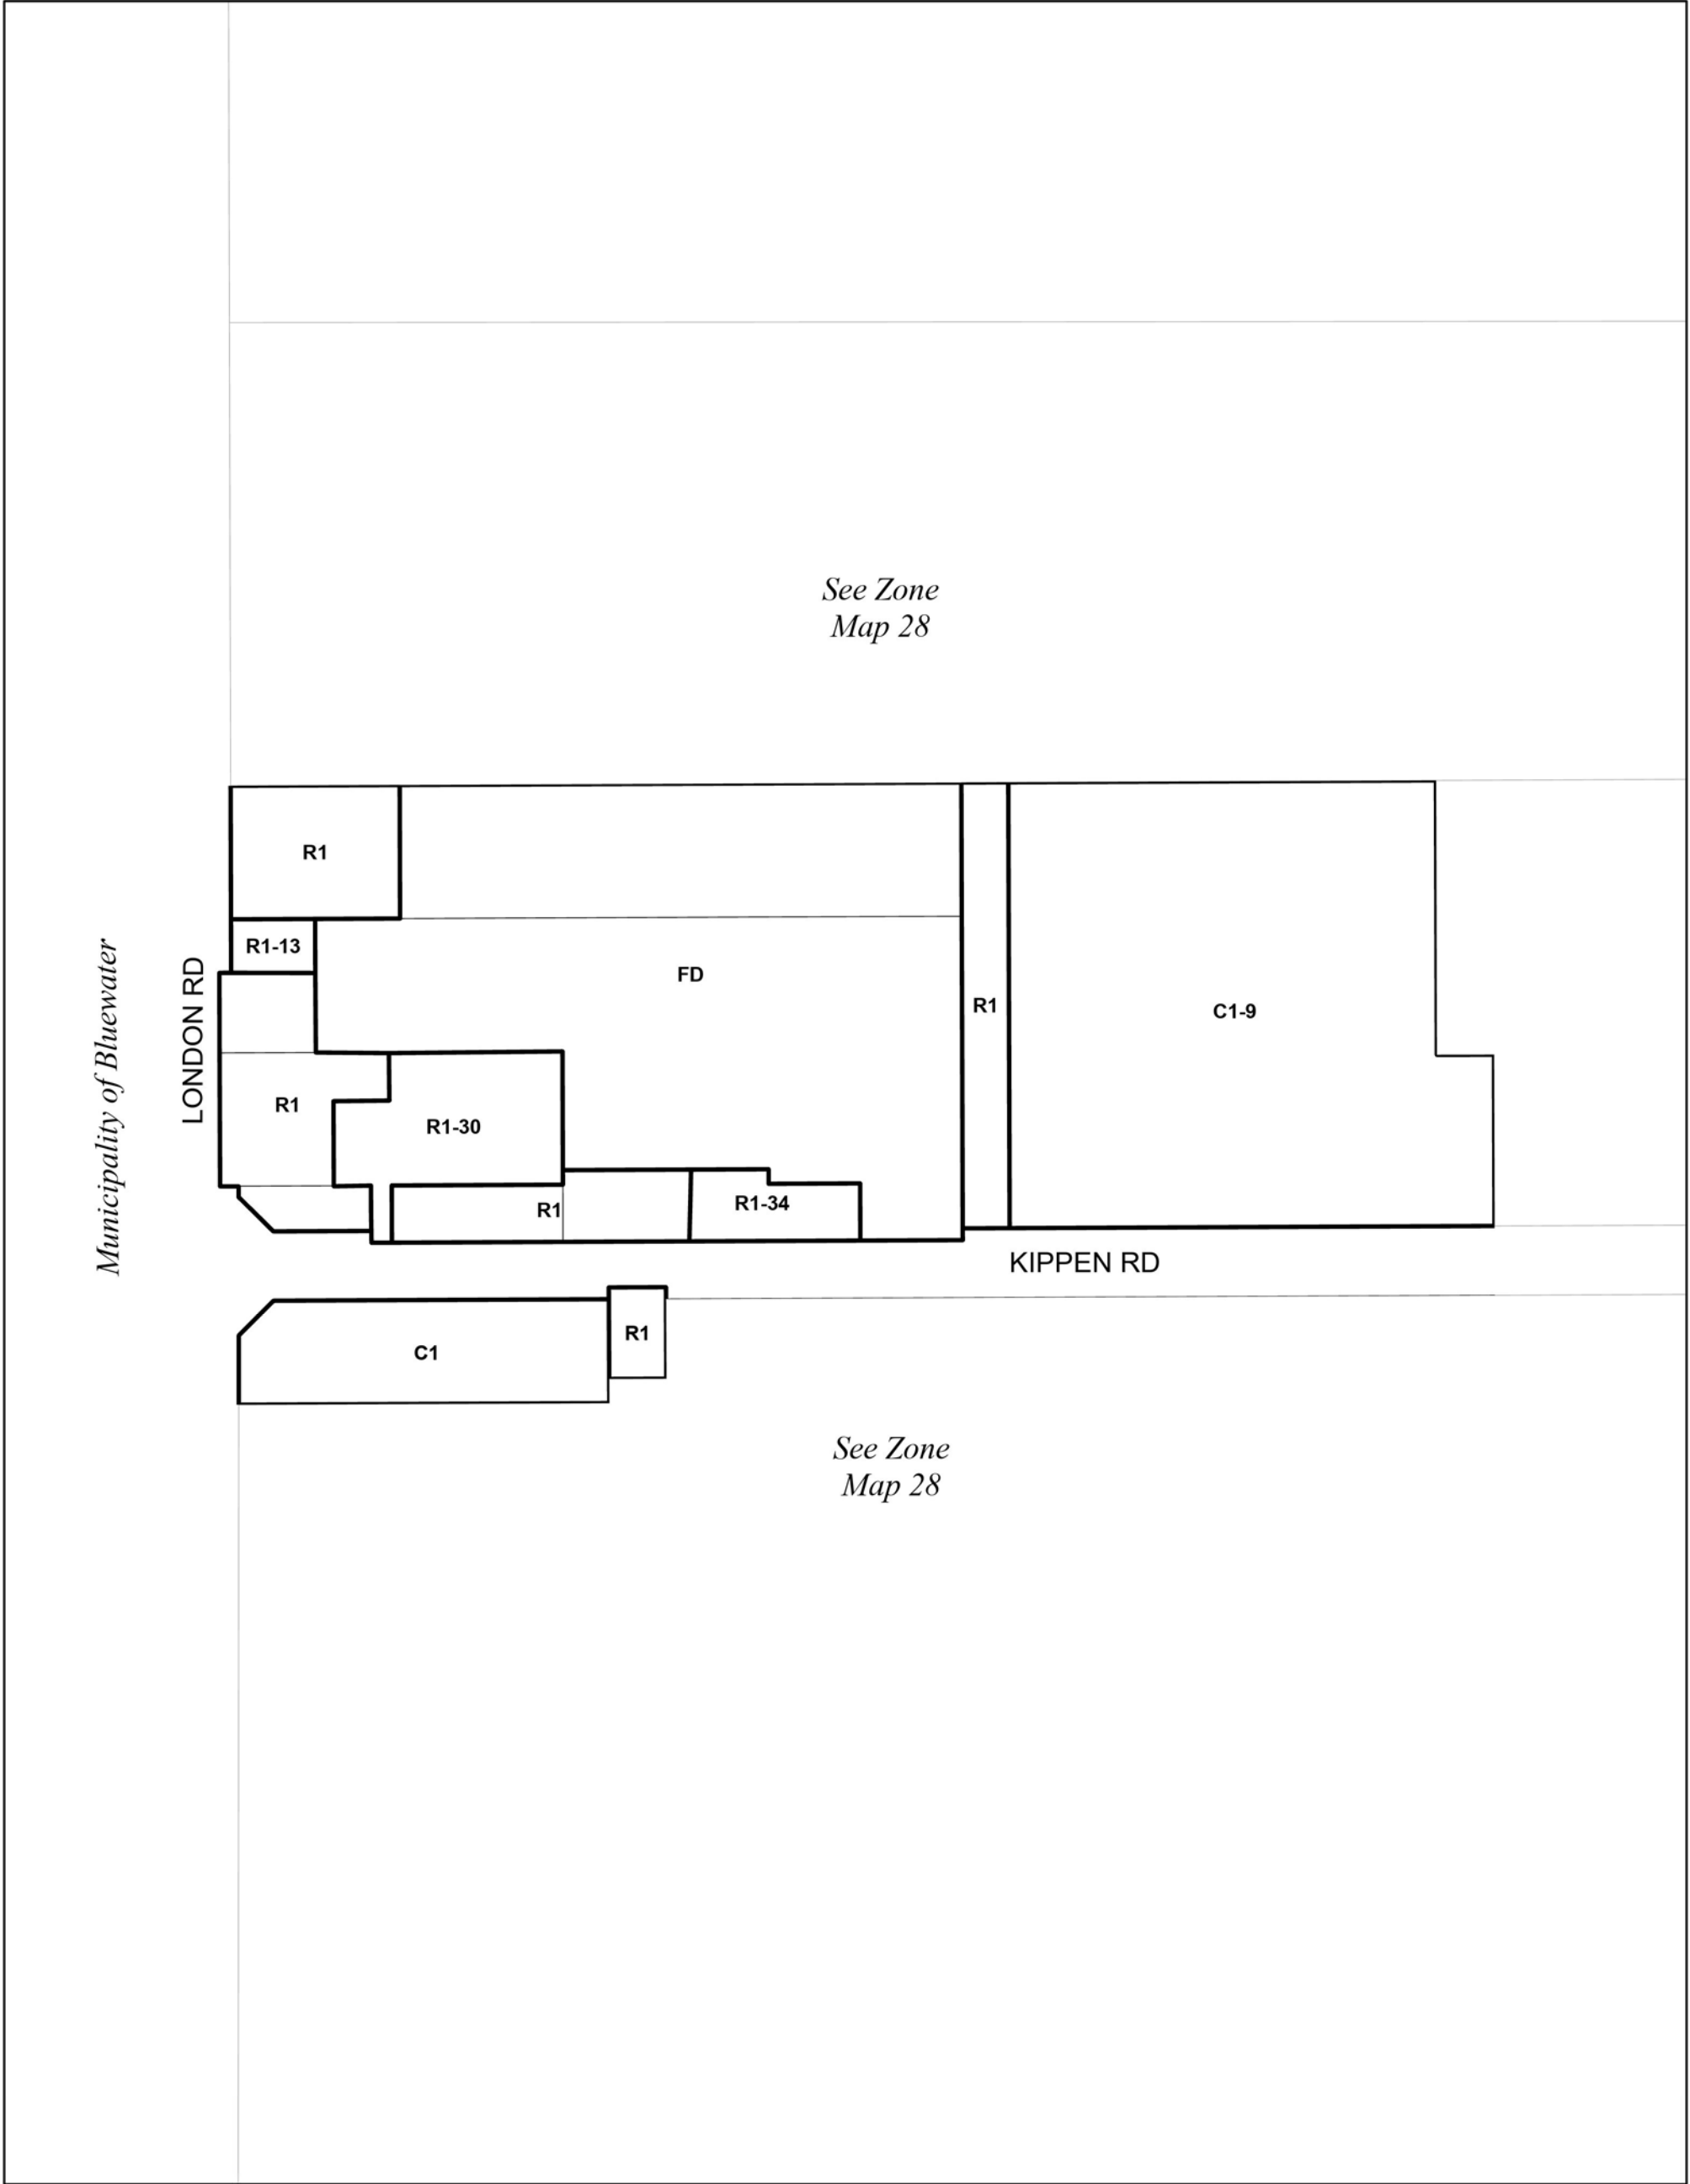 See Zone
Map 28
R1
R1-13
FD
R1
C1-9
Municipality of Bluewater
LONDON RD
R1
R1-30
R1-34
R1
KIPPEN RD
R1
C1
See Zone
Map 28